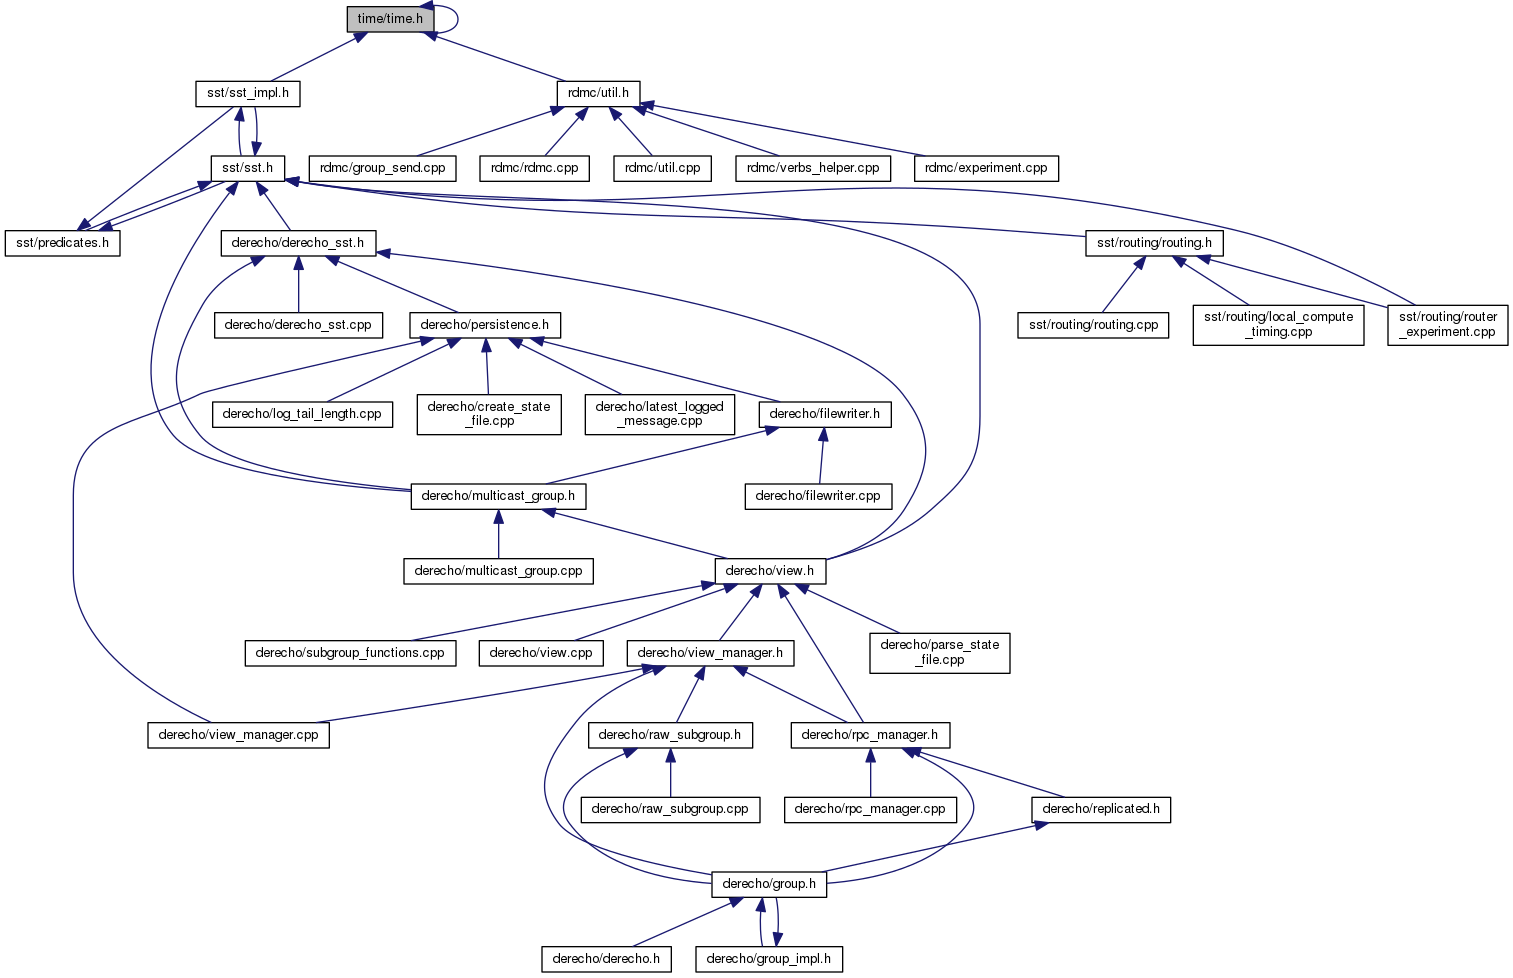 time/time.h
sst/sst_impl.h
rdmc/util.h
sst/sst.h
rdmc/group_send.cpp
rdmc/rdmc.cpp
rdmc/util.cpp
rdmc/verbs_helper.cpp
rdmc/experiment.cpp
sst/predicates.h
derecho/derecho_sst.h
sst/routing/routing.h
derecho/derecho_sst.cpp
derecho/persistence.h
sst/routing/routing.cpp
sst/routing/local_compute
_timing.cpp
sst/routing/router
_experiment.cpp
derecho/log_tail_length.cpp
derecho/create_state
_file.cpp
derecho/latest_logged
_message.cpp
derecho/filewriter.h
derecho/multicast_group.h
derecho/filewriter.cpp
derecho/multicast_group.cpp
derecho/view.h
derecho/subgroup_functions.cpp
derecho/view.cpp
derecho/view_manager.h
derecho/parse_state
_file.cpp
derecho/view_manager.cpp
derecho/raw_subgroup.h
derecho/rpc_manager.h
derecho/raw_subgroup.cpp
derecho/rpc_manager.cpp
derecho/replicated.h
derecho/group.h
derecho/derecho.h
derecho/group_impl.h